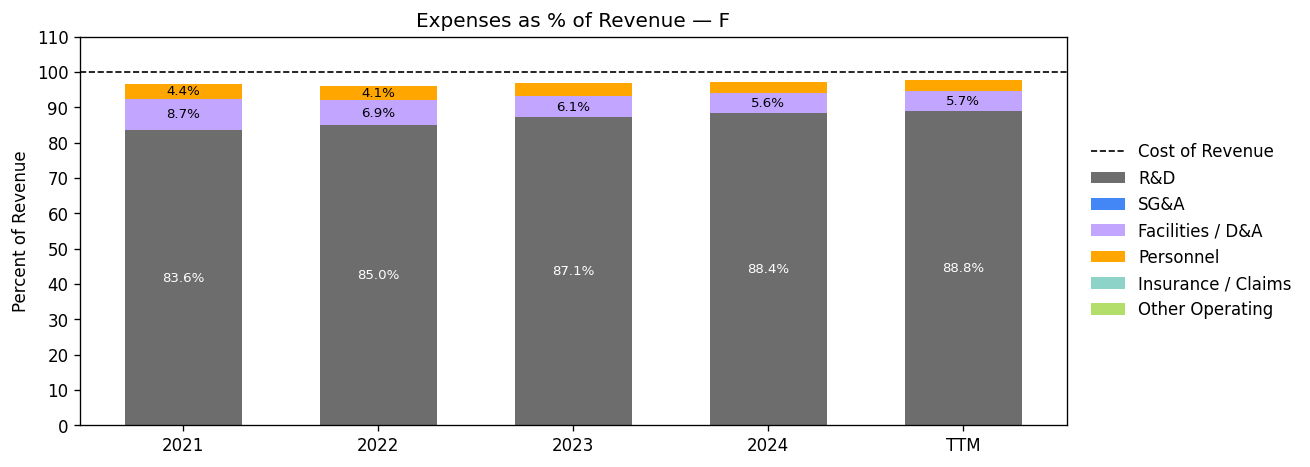 Expenses as % of Revenue — F
Percent of Revenue
110
100
90
80
70
60
50
40
30
20
10
0
4.4%
8.7%
83.6%
4.1%
6.9%
85.0%
6.1%
87.1%
5.6%
88.4%
5.7%
88.8%
2021
2022
2023
2024
TTM
Cost of Revenue
R&D
SG&A
Facilities / D&A
Personnel
Insurance / Claims
Other Operating